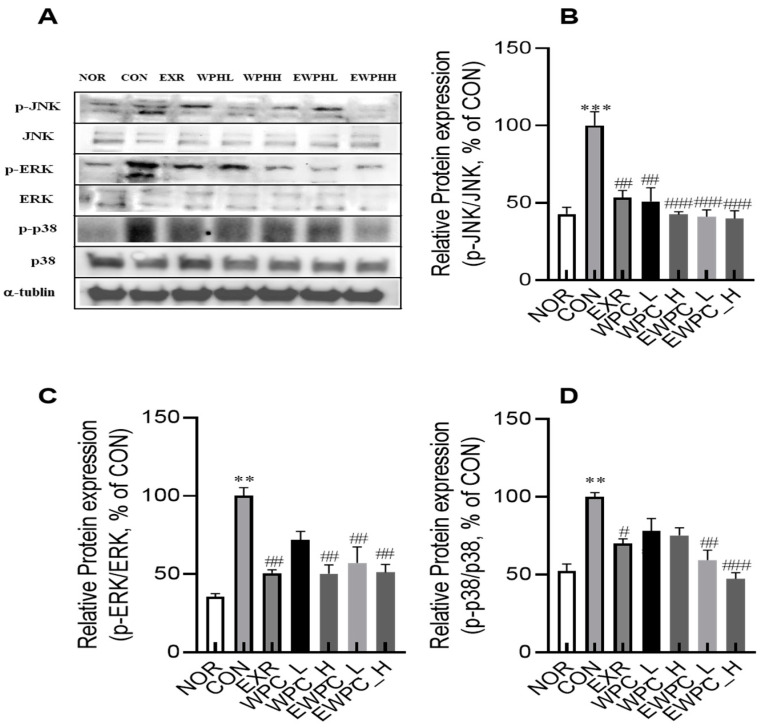 A
NOR CON EXR WPHL WPHH EWPHL EWPHH
p-JNK
JNK
p-ERK
ERK
p-p38
p38
α-tublin
B
Relative Protein expression
(p-JNK/JNK, % of CON)
150
100
50
0
***
##
##
###
###
###
NOR
CON
EXR
WPC_L
WPC_H
EWPC_L
EWPC_H
C
Relative Protein expression
(p-ERK/ERK, % of CON)
150
100
50
0
**
##
##
##
##
NOR
CON
EXR
WPC_L
WPC_H
EWPC_L
EWPC_H
D
Relative Protein expression
(p-p38/p38, % of CON)
150
100
50
0
**
#
##
###
NOR
CON
EXR
WPC_L
WPC_H
EWPC_L
EWPC_H